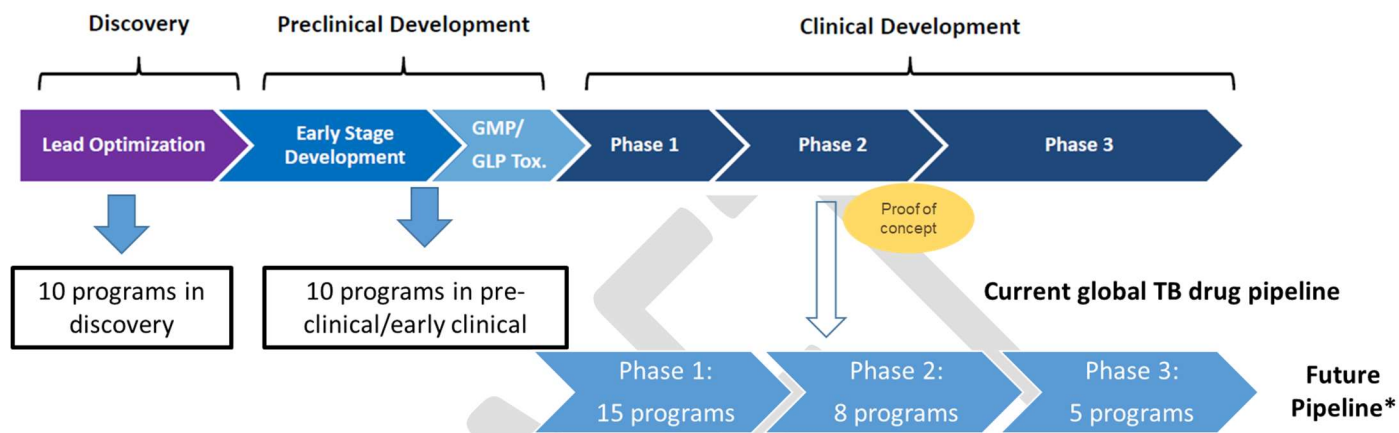 Discovery
Preclinical Development
Clinical Development
Lead Optimization
Early Stage
Development
GMP/
GLP Tox.
Phase 1
Phase 2
Phase 3
Proof of
concept
10 programs in
discovery
10 programs in pre-
clinical/early clinical
Current global TB drug pipeline
Phase 1:
15 programs
Phase 2:
8 programs
Phase 3:
5 programs
Future
Pipeline*